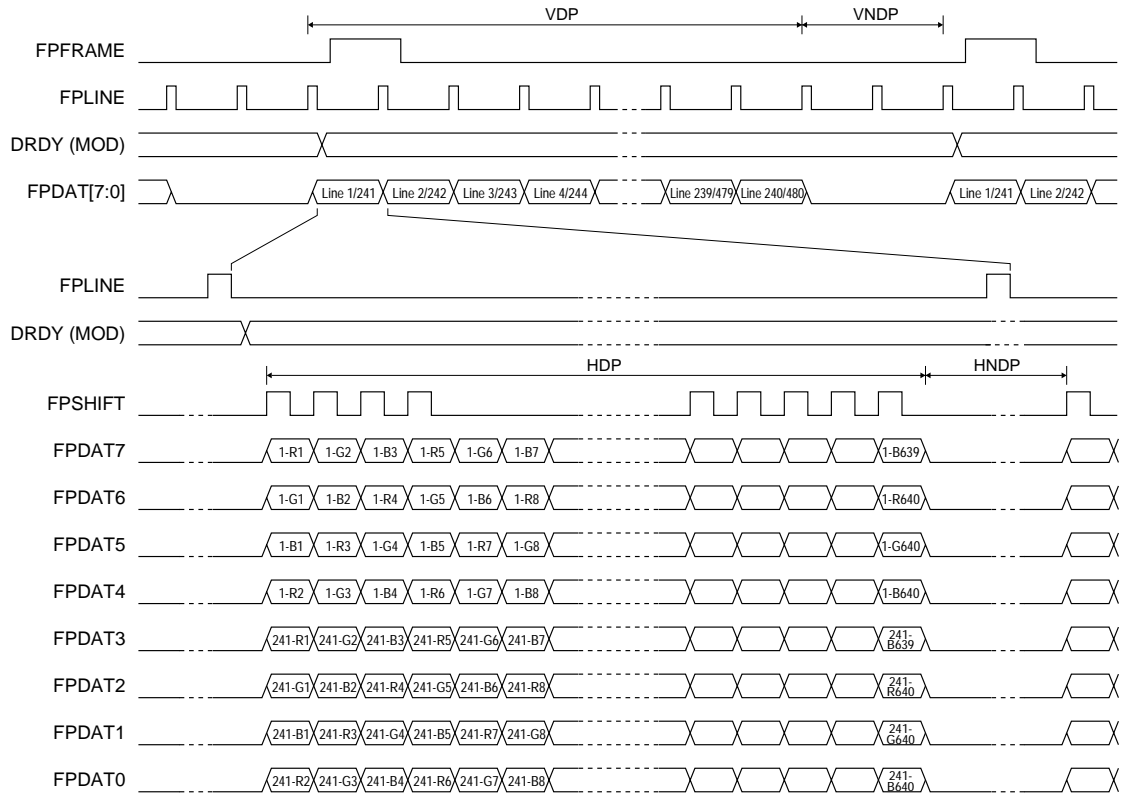 VDP VNDP
FPFRAME
FPLINE
DRDY (MOD)
FPDAT[7:0] Line 1/241 Line 2/242 Line 3/243 Line 4/244 Line 239/479 Line 240/480 Line 1/241 Line 2/242
FPLINE
DRDY (MOD)
HDP HNDP
FPSHIFT
FPDAT7 1-R1 1-G2 1-B3 1-R5 1-G6 1-B7 1-B639
FPDAT6 1-G1 1-B2 1-R4 1-G5 1-B6 1-R8 1-R640
FPDAT5 1-B1 1-R3 1-G4 1-B5 1-R7 1-G8 1-G640
FPDAT4 1-R2 1-G3 1-B4 1-R6 1-G7 1-B8 1-B640
FPDAT3 241-R1 241-G2 241-B3 241-R5 241-G6 241-B7 241-B639
FPDAT2 241-G1 241-B2 241-R4 241-G5 241-B6 241-R8 241-R640
FPDAT1 241-B1 241-R3 241-G4 241-B5 241-R7 241-G8 241-G640
FPDAT0 241-R2 241-G3 241-B4 241-R6 241-G7 241-B8 241-B640